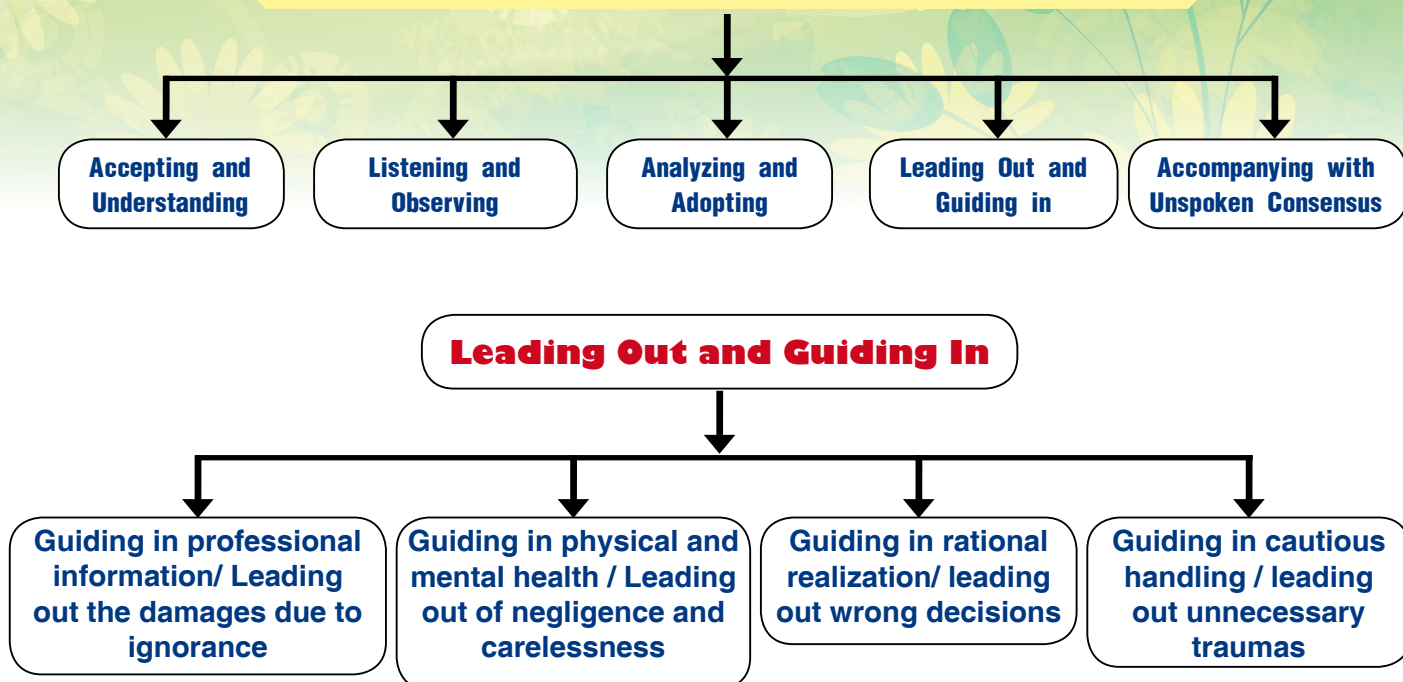 Accepting and
Understanding
Listening and
Observing
Analyzing and
Adopting
Leading Out and
Guiding in
Accompanying with
Unspoken Consensus
Leading Out and Guiding In
Guiding in professional
information/ Leading
out the damages due to
ignorance
Guiding in physical and
mental health / Leading
out of negligence and
carelessness
Guiding in rational
realization/ leading
out wrong decisions
Guiding in cautious
handling / leading
out unnecessary
traumas